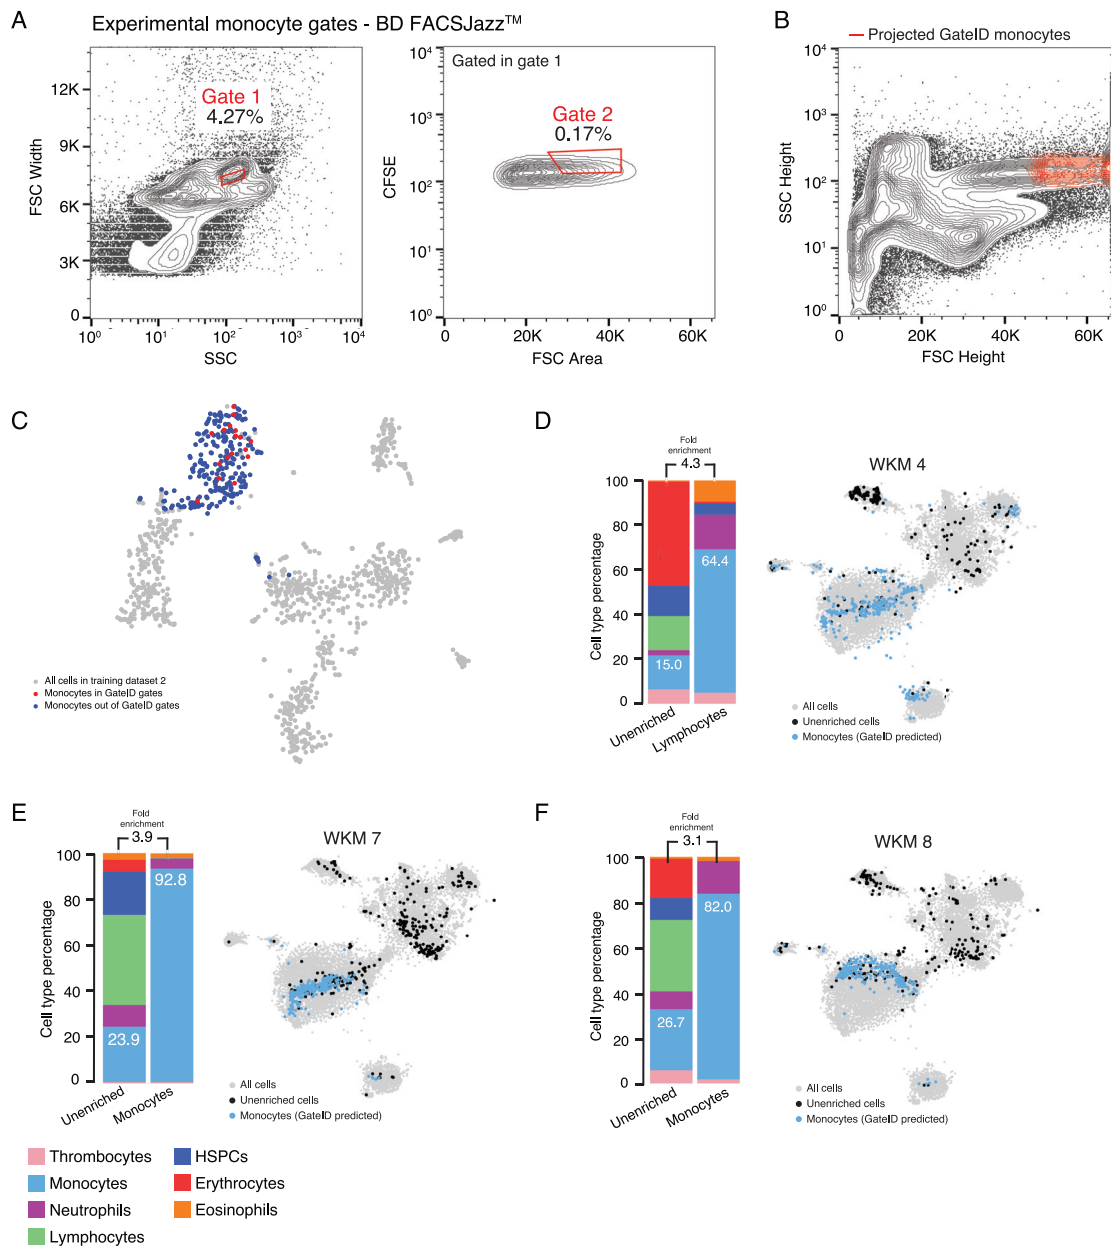 A
Experimental monocyte gates - BD FACSJazz™
Gate 1
4.27%
12K
9K
6K
3K
0
FSC Width
10⁰
10¹
10²
10³
10⁴
SSC
Gated in gate 1
Gate 2
0.17%
10⁴
10³
10²
10¹
10⁰
CFSE
0
20K
40K
60K
FSC Area
B
Projected GateID monocytes
10⁴
10³
10²
10¹
10⁰
SSC Height
0
20K
40K
60K
FSC Height
C
All cells in training dataset 2
Monocytes in GateID gates
Monocytes out of GateID gates
D
Fold
enrichment
4.3
WKM 4
100
80
60
40
20
0
Cell type percentage
64.4
15.0
Unenriched
Lymphocytes
All cells
Unenriched cells
Monocytes (GateID predicted)
E
Fold
enrichment
3.9
WKM 7
100
80
60
40
20
0
Cell type percentage
92.8
23.9
Unenriched
Monocytes
All cells
Unenriched cells
Monocytes (GateID predicted)
F
Fold
enrichment
3.1
WKM 8
100
80
60
40
20
0
Cell type percentage
82.0
26.7
Unenriched
Monocytes
All cells
Unenriched cells
Monocytes (GateID predicted)
Thrombocytes
HSPCs
Monocytes
Erythrocytes
Neutrophils
Eosinophils
Lymphocytes